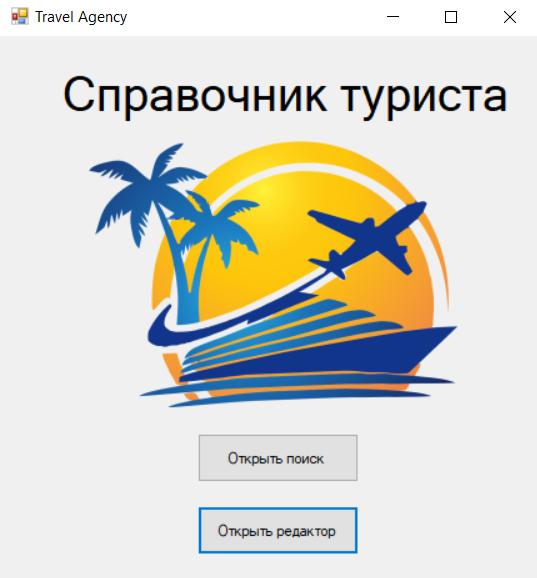 Travel Agency
Справочник туриста
Открыть поиск
Открыть редактор